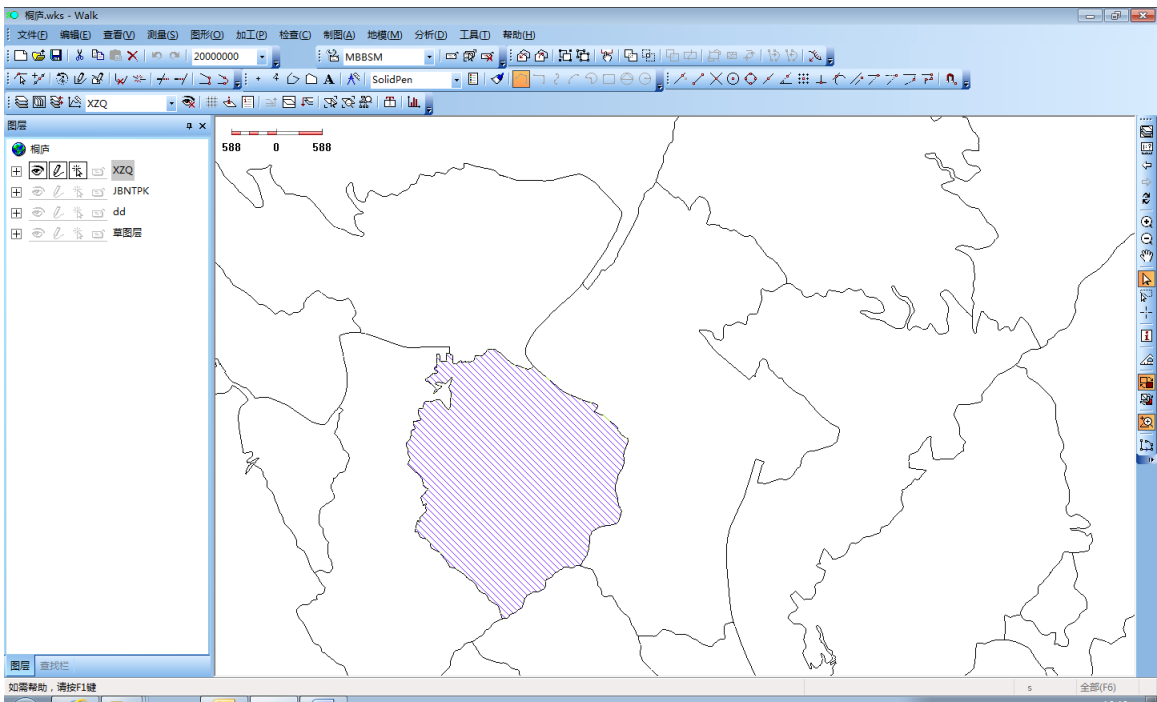 桐庐.wks - Walk
文件(F) 编辑(E) 查看(V) 测量(S) 图形(O) 加工(P) 检查(C) 制图(A) 地模(M) 分析(D) 工具(T) 帮助(H)
20000000 MBBSM
A SolidPen
XZQ
图层
588 0 588
桐庐
XZQ
JBNTPK
dd
草图层
图层 查找栏
如需帮助，请按F1键 s 全部(F6)